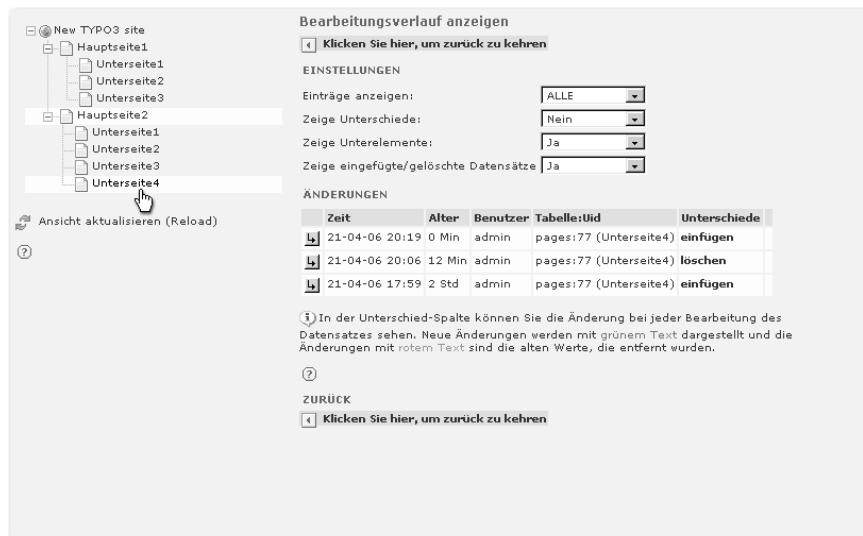 New TYPO3 site
Hauptseite1
Unterseite1
Unterseite2
Unterseite3
Hauptseite2
Unterseite1
Unterseite2
Unterseite3
Unterseite4
Ansicht aktualisieren (Reload)
Bearbeitungsverlauf anzeigen
Klicken Sie hier, um zurück zu kehren
EINSTELLUNGEN
Einträge anzeigen: ALLE
Zeige Unterschiede: Nein
Zeige Unterelemente: Ja
Zeige eingefügte/gelöschte Datensätze Ja
ÄNDERUNGEN
Zeit Alter Benutzer Tabelle:Uid Unterschiede
21-04-06 20:19 0 Min admin pages:77 (Unterseite4) einfügen
21-04-06 20:06 12 Min admin pages:77 (Unterseite4) löschen
21-04-06 17:59 2 Std admin pages:77 (Unterseite4) einfügen
In der Unterschied-Spalte können Sie die Änderung bei jeder Bearbeitung des
Datensatzes sehen. Neue Änderungen werden mit grünem Text dargestellt und die
Änderungen mit rotem Text sind die alten Werte, die entfernt wurden.
ZURÜCK
Klicken Sie hier, um zurück zu kehren